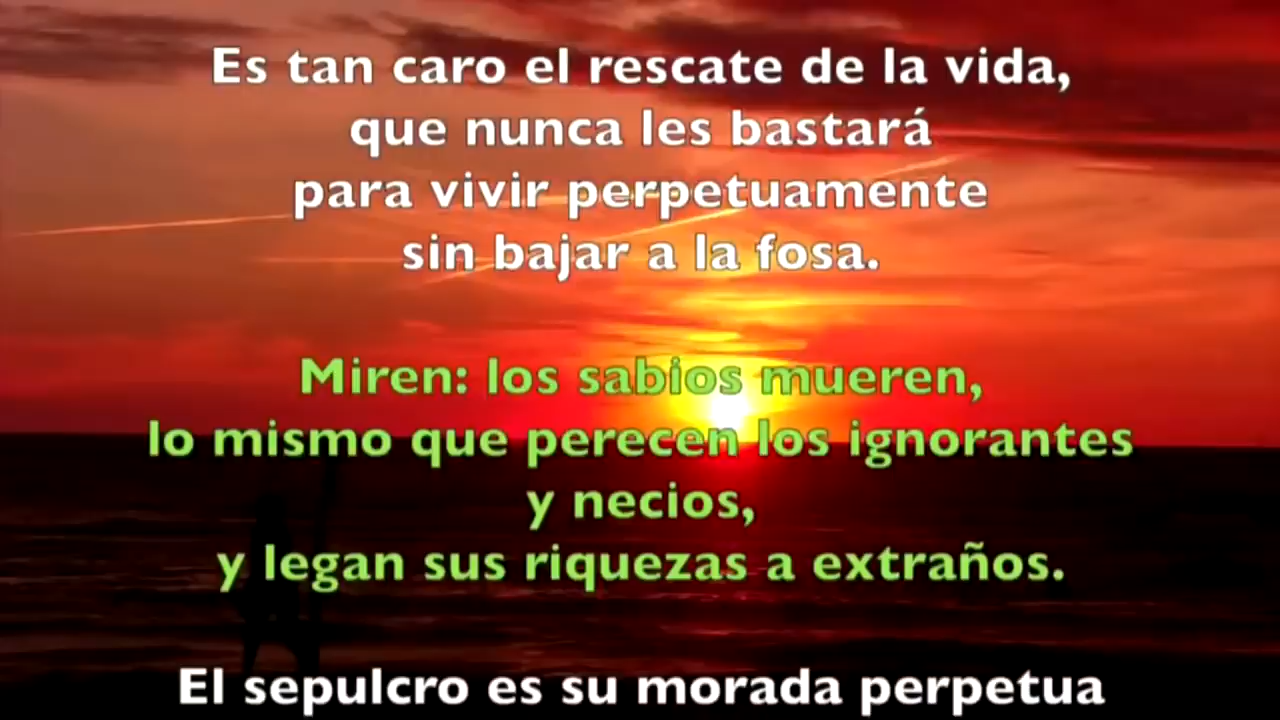 Es tan caro el rescate de la vida,
que nunca les bastará
para vivir perpetuamente
sin bajar a la fosa.
Miren: los sabios mueren,
lo mismo que perecen los ignorantes
y necios,
y legan sus riquezas a extraños.
El sepulcro es su morada perpetua